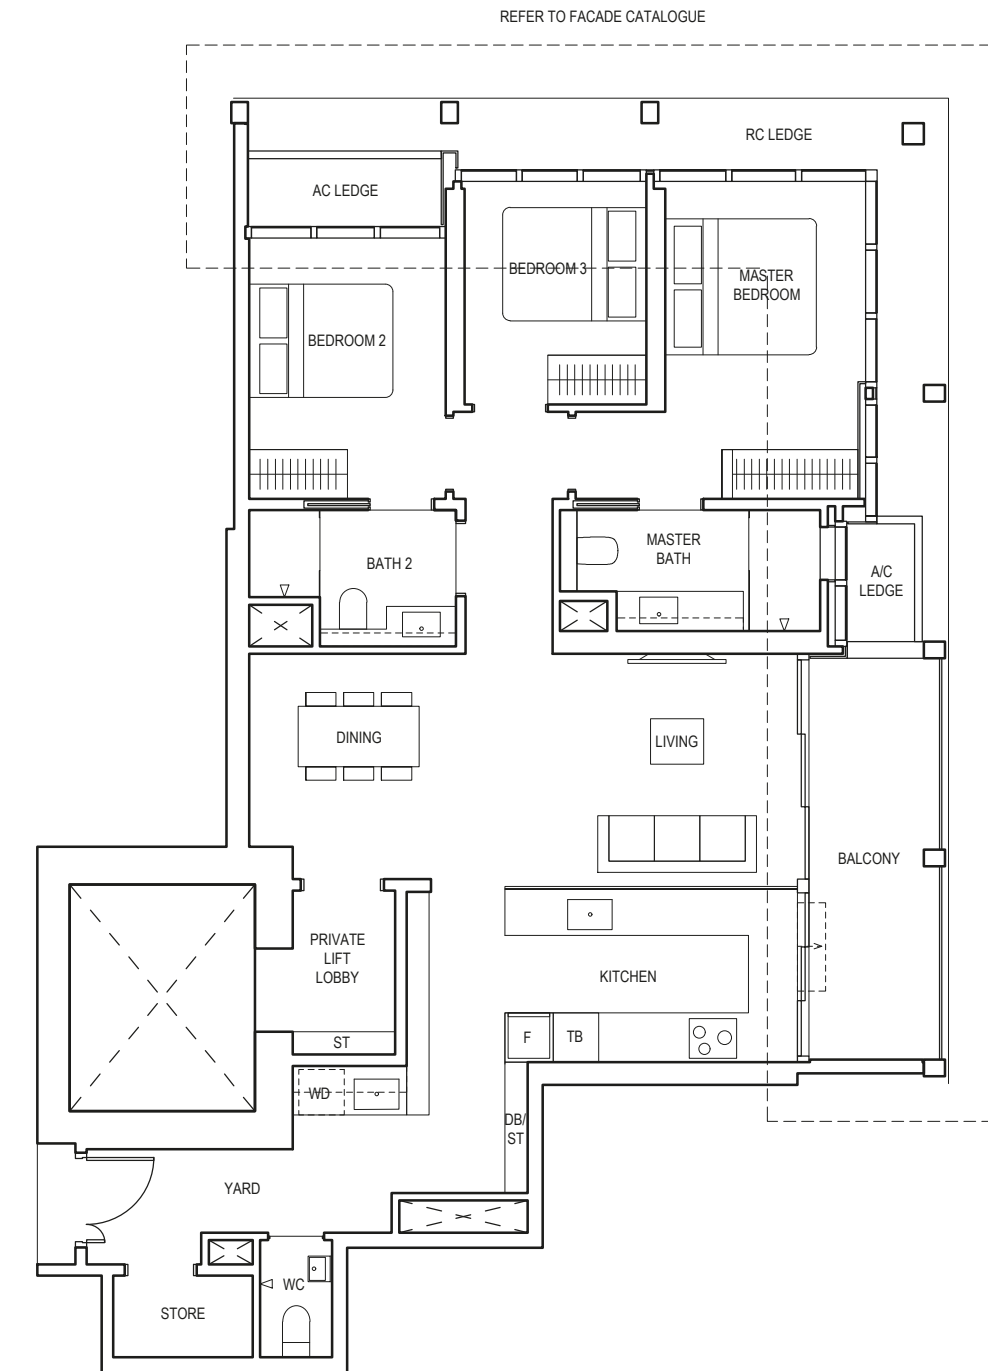 REFER TO FACADE CATALOGUE
RC LEDGE
AC LEDGE
BEDROOM 3
MASTER
BEDROOM
BEDROOM 2
MASTER
BATH
BATH 2
A/C
LEDGE
DINING
LIVING
BALCONY
PRIVATE
LIFT
LOBBY
KITCHEN
ST
F
TB
WD
DB/
ST
YARD
WC
STORE